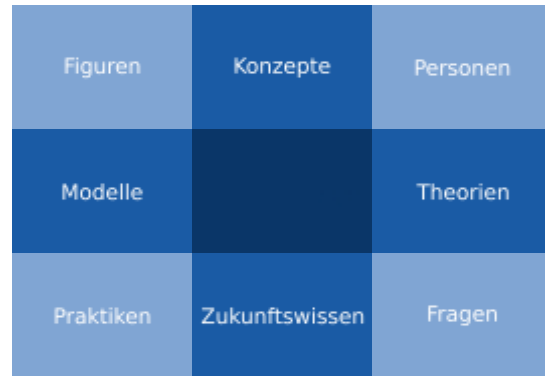 Figuren
Konzepte
Personen
Modelle
Theorien
Praktiken
Zukunftswissen
Fragen